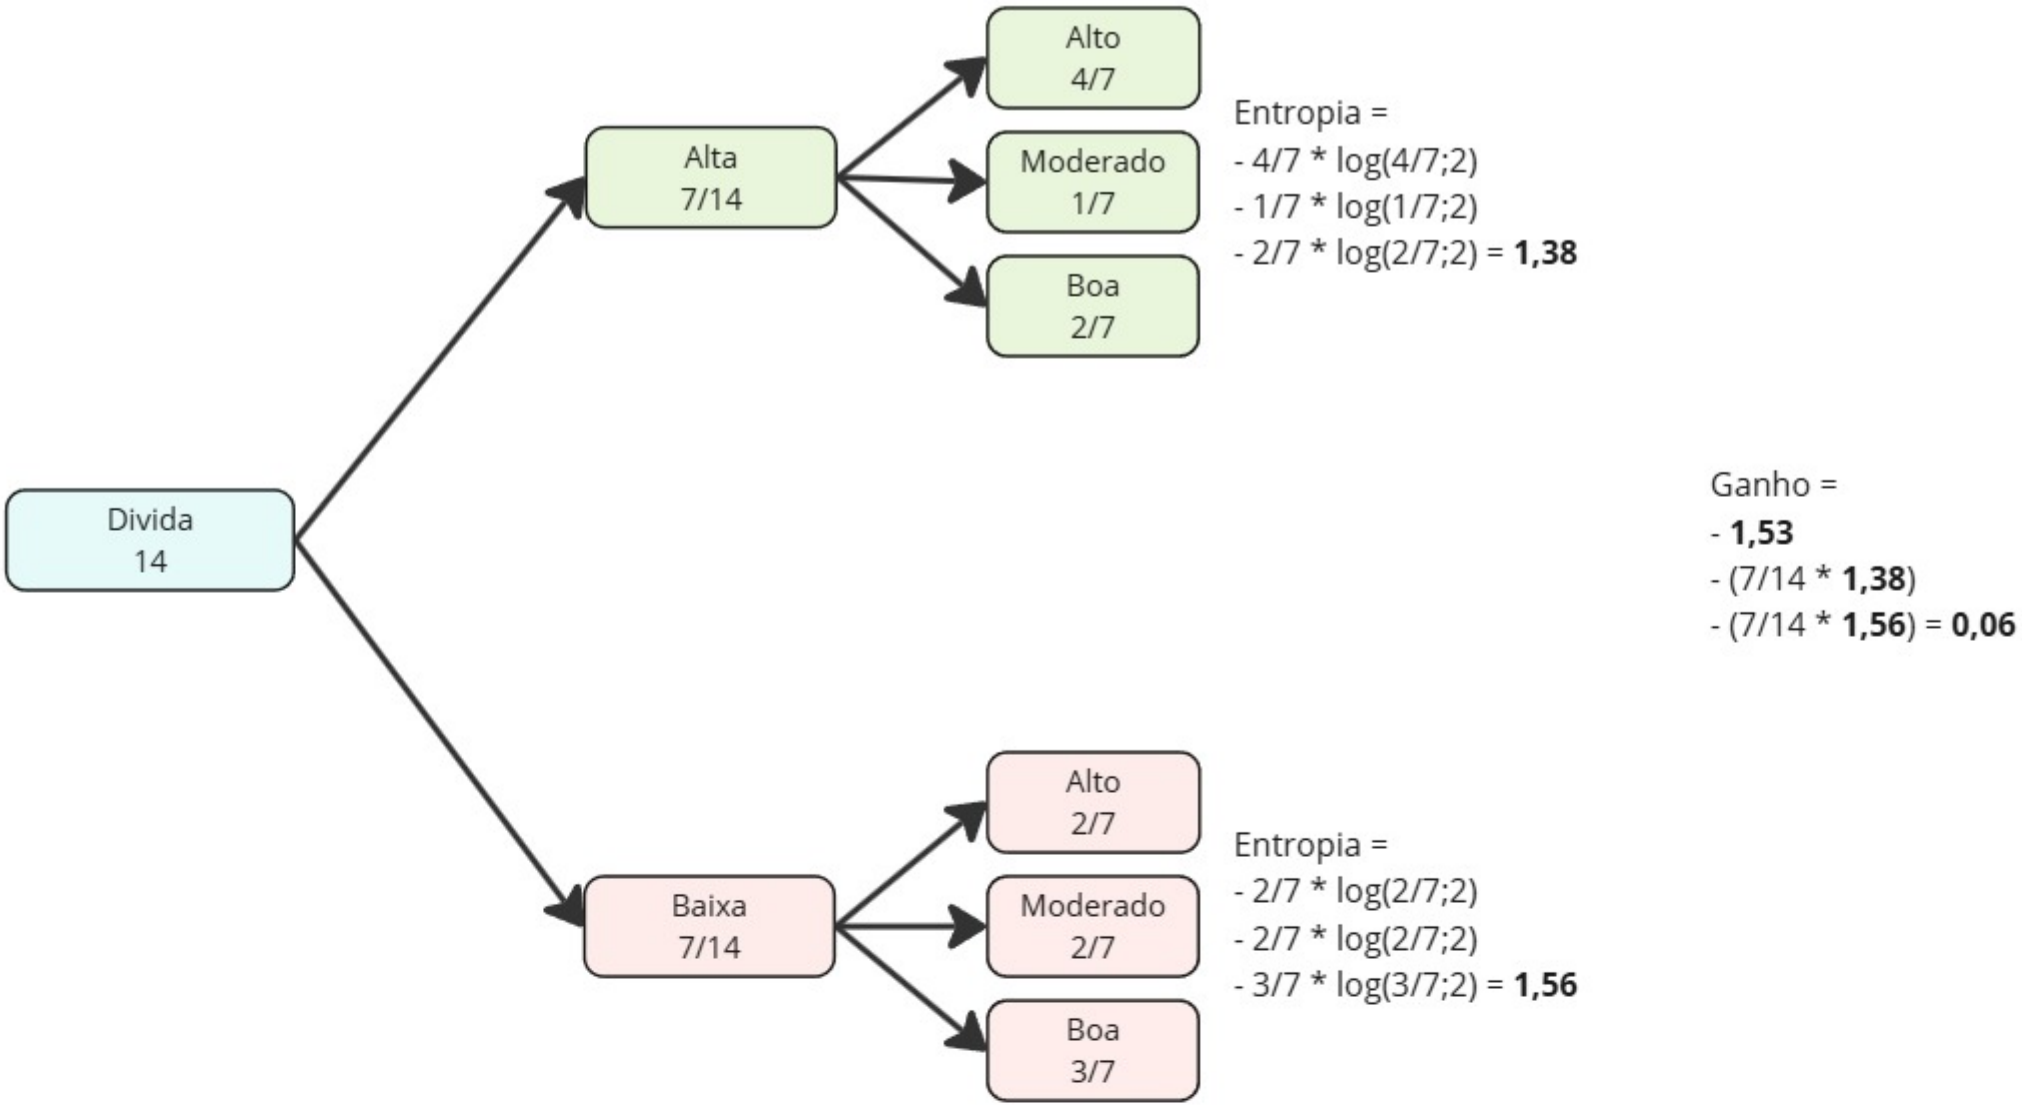 Divida
14
Alta
7/14
Alto
4/7
Moderado
1/7
Boa
2/7
Entropia =
- 4/7 * log(4/7;2)
- 1/7 * log(1/7;2)
- 2/7 * log(2/7;2) = 1,38
Baixa
7/14
Alto
2/7
Moderado
2/7
Boa
3/7
Entropia =
- 2/7 * log(2/7;2)
- 2/7 * log(2/7;2)
- 3/7 * log(3/7;2) = 1,56
Ganho =
- 1,53
- (7/14 * 1,38)
- (7/14 * 1,56) = 0,06